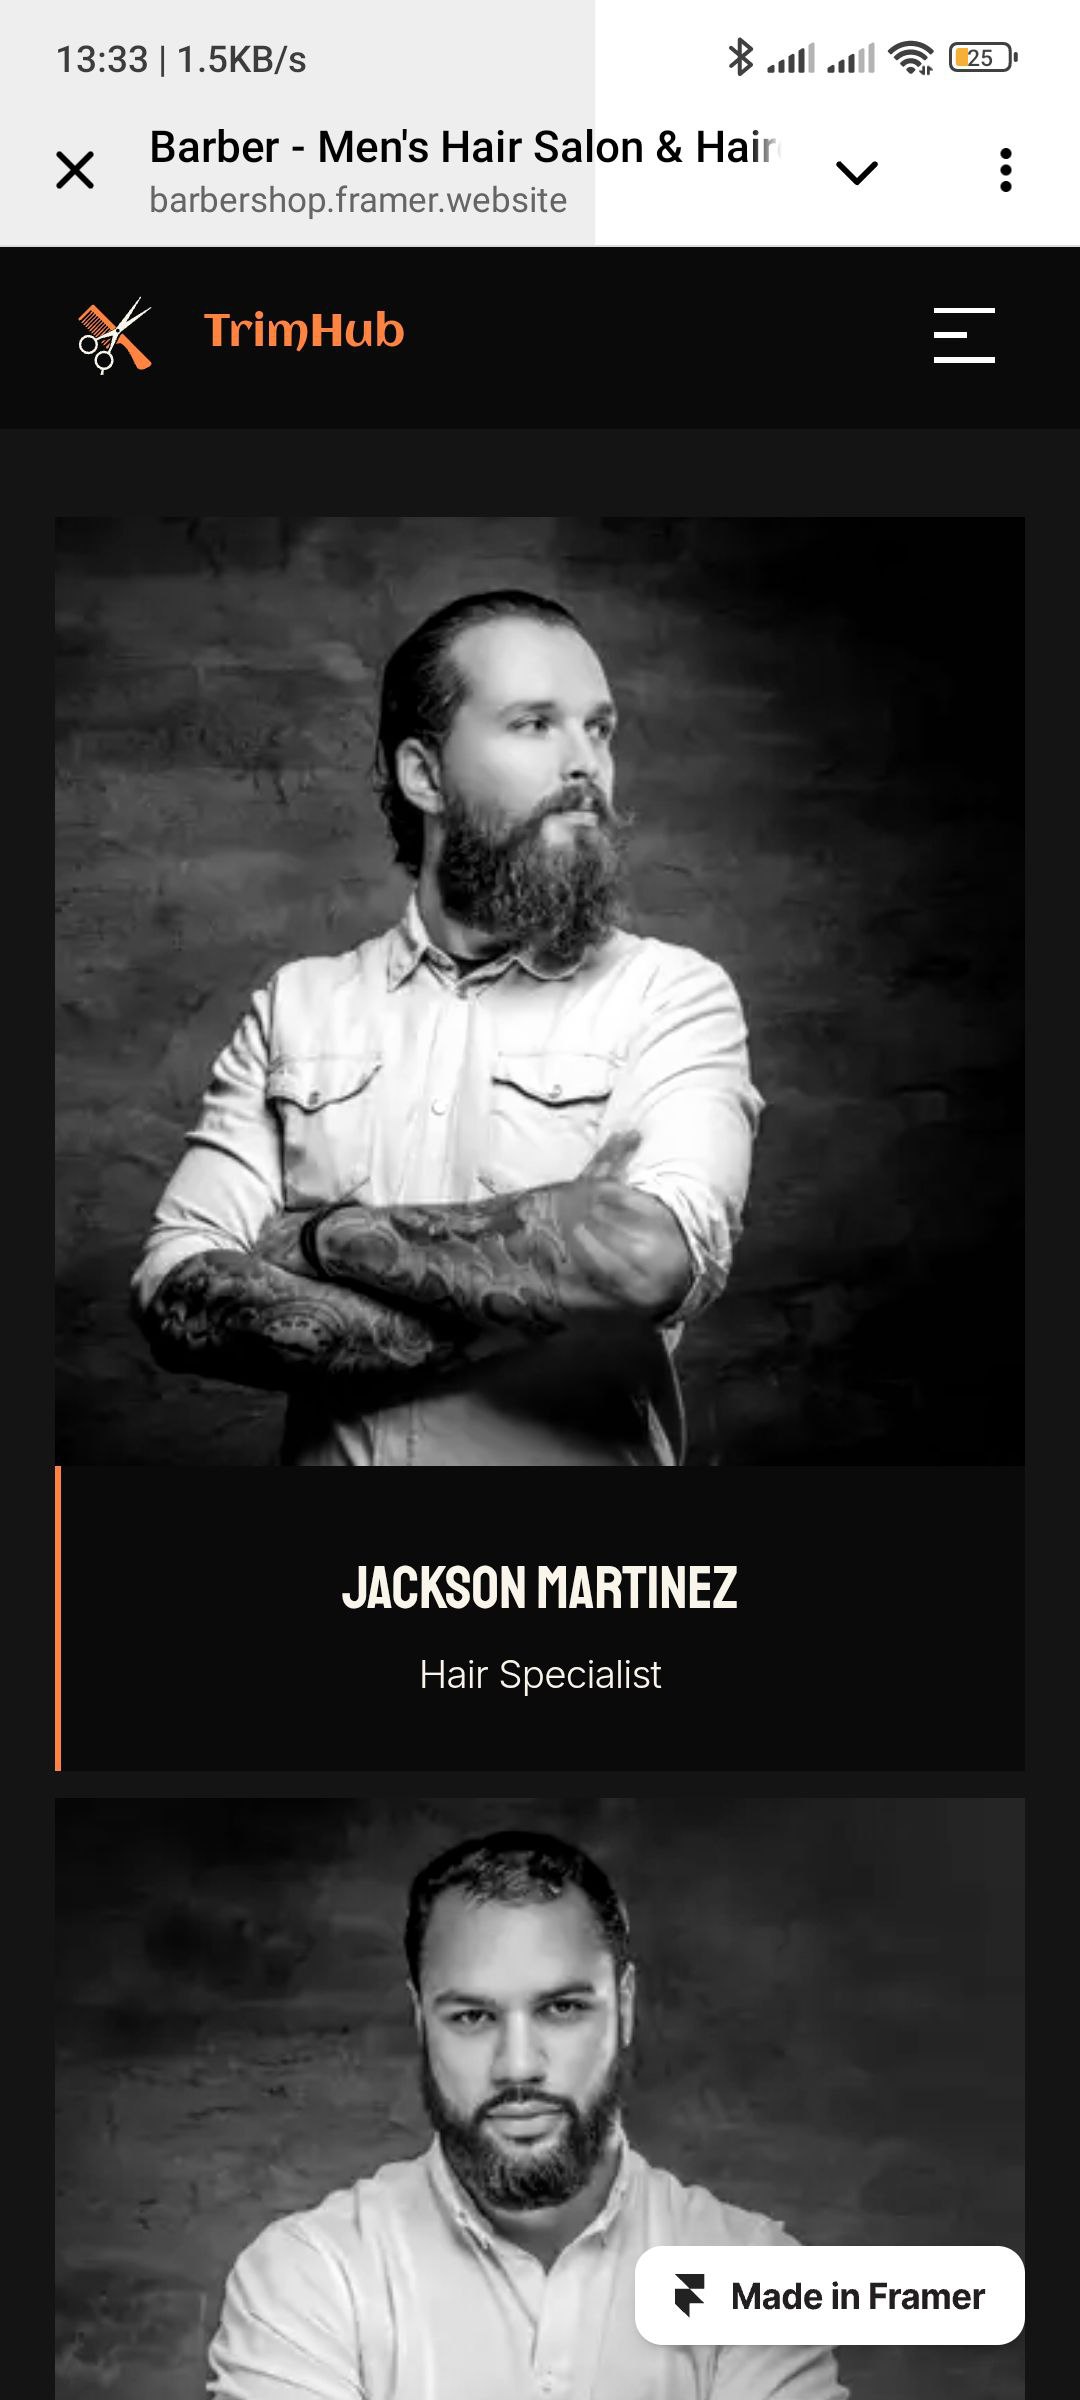 13:33 | 1.5KB/s
25
Barber - Men's Hair Salon & Hair
barbershop.framer.website
TrimHub
JACKSON MARTINEZ
Hair Specialist
Made in Framer